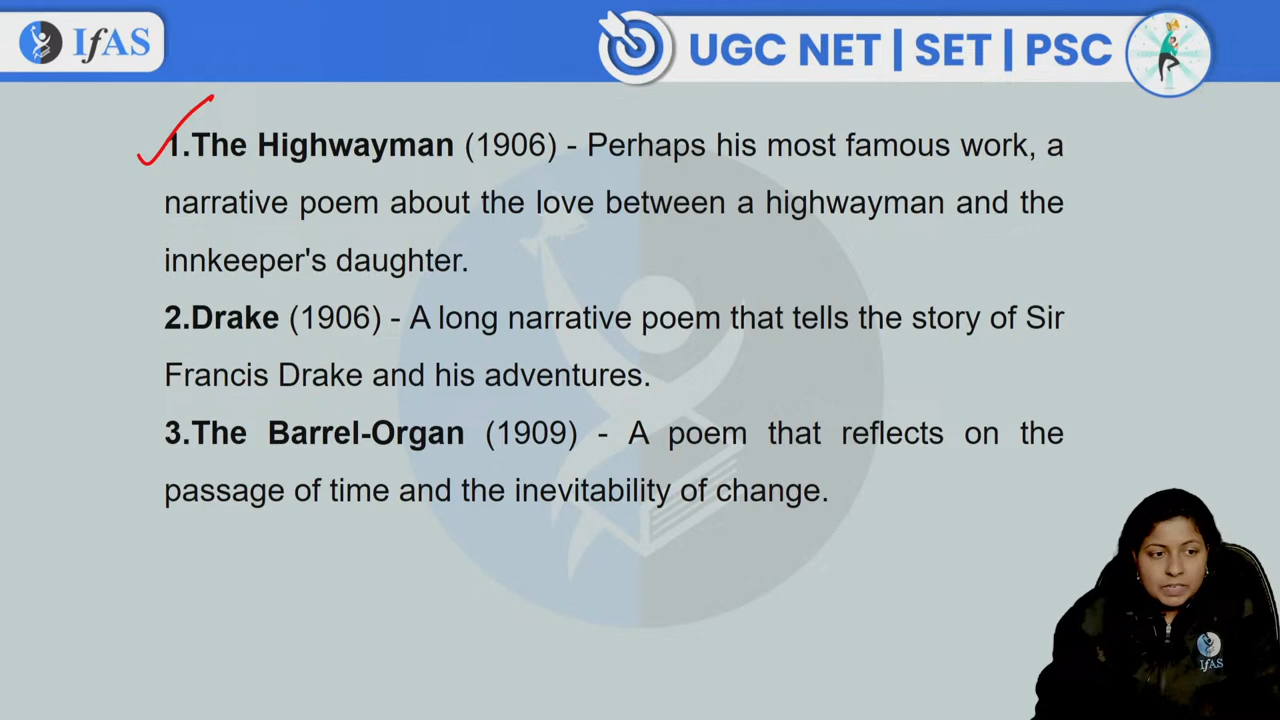 IfAS
UGC NET | SET | PSC
1.The Highwayman (1906) - Perhaps his most famous work, a
narrative poem about the love between a highwayman and the
innkeeper's daughter.
2.Drake (1906) - A long narrative poem that tells the story of Sir
Francis Drake and his adventures.
3.The Barrel-Organ (1909) - A poem that reflects on the
passage of time and the inevitability of change.
IfAS